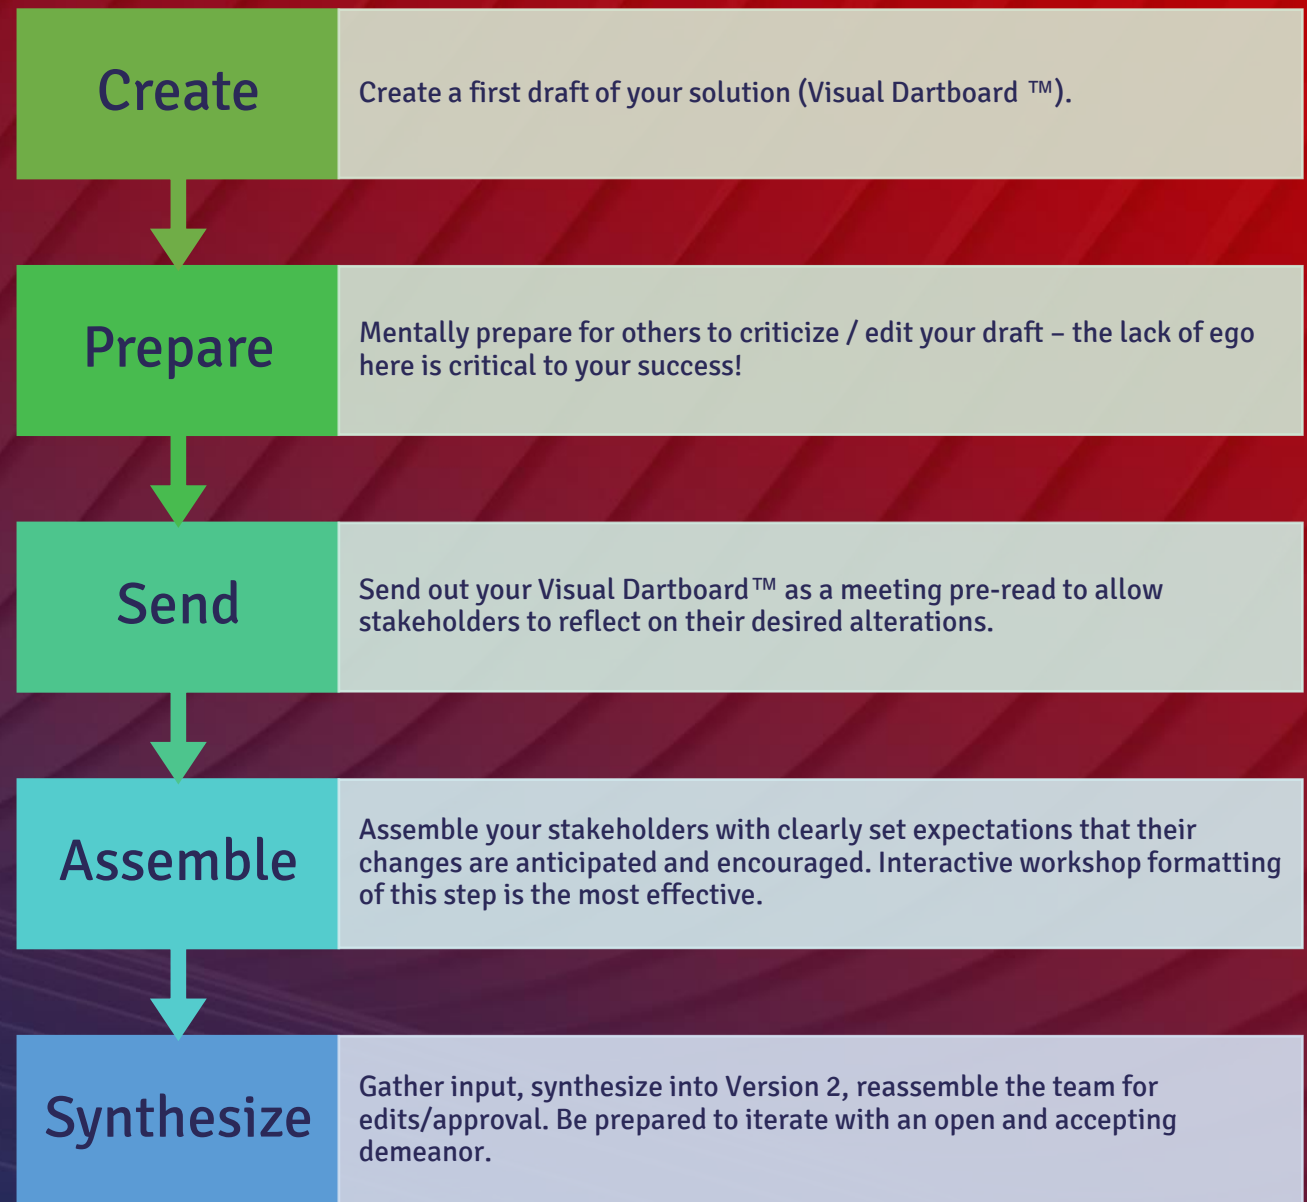 Create
Create a first draft of your solution (Visual Dartboard ™).
Prepare
Mentally prepare for others to criticize / edit your draft – the lack of ego
here is critical to your success!
Send
Send out your Visual Dartboard™ as a meeting pre-read to allow
stakeholders to reflect on their desired alterations.
Assemble
Assemble your stakeholders with clearly set expectations that their
changes are anticipated and encouraged. Interactive workshop formatting
of this step is the most effective.
Synthesize
Gather input, synthesize into Version 2, reassemble the team for
edits/approval. Be prepared to iterate with an open and accepting
demeanor.